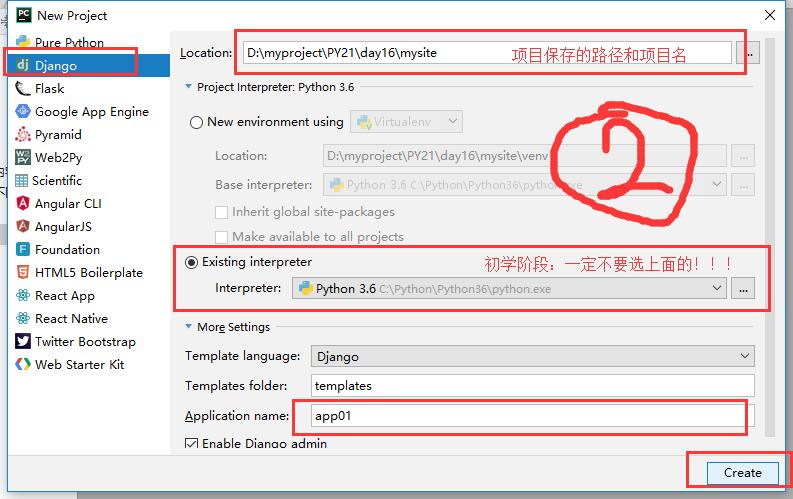 New Project
Pure Python
Django
Flask
Google App Engine
Pyramid
Web2Py
Scientific
Angular CLI
AngularJS
Foundation
HTML5 Boilerplate
React App
React Native
Twitter Bootstrap
Web Starter Kit
Location: D:\myproject\PY21\day16\mysite 项目保存的路径和项目名 ...
Project Interpreter: Python 3.6
New environment using Virtualenv
2
Location: D:\myproject\PY21\day16\mysite\venv ...
Base interpreter: Python 3.6 C:\Python\Python36\python.exe ...
Inherit global site-packages
Make available to all projects
Existing interpreter 初学阶段：一定不要选上面的！！！
Interpreter: Python 3.6 C:\Python\Python36\python.exe ...
More Settings
Template language: Django
Templates folder: templates
Application name: app01
Enable Django admin
Create